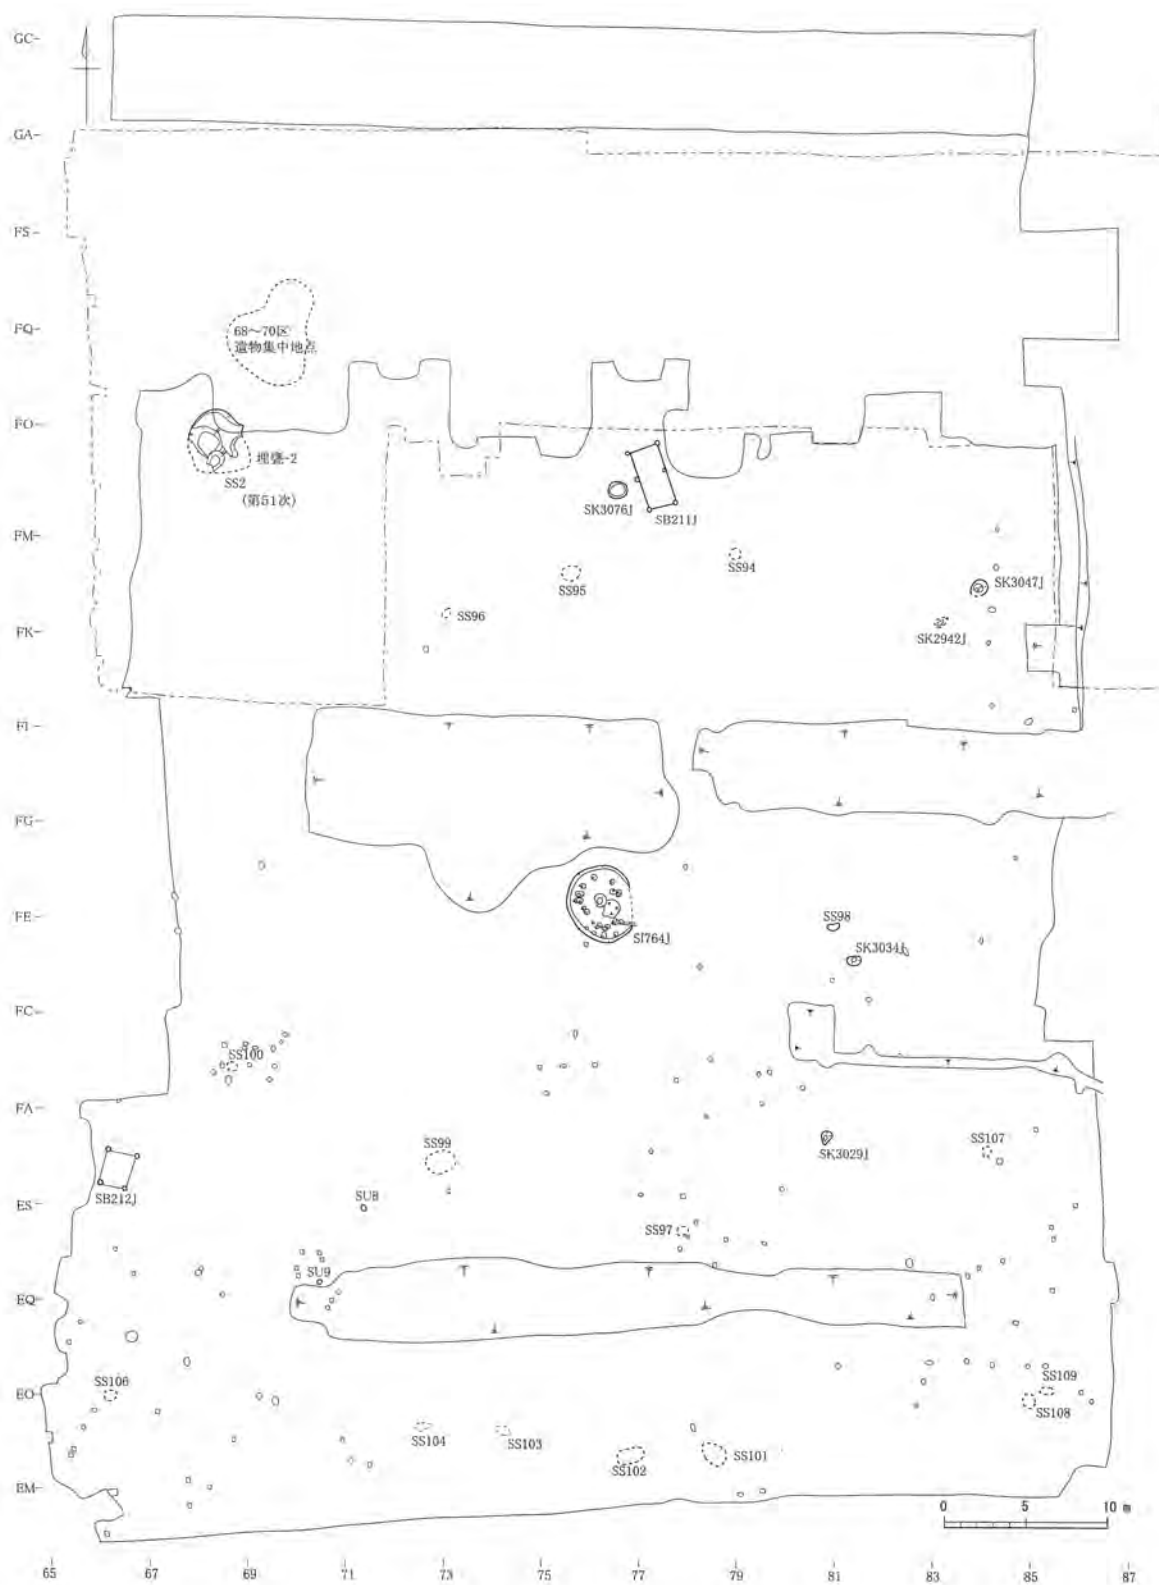 GC
GA
FS
68～70区
FQ
遺物集中地点
FO
埋甕-2
SS2
(第51次)
SK3076J
SB211J
FM
SS94
SS95
SK3047J
SS96
FK
SK2942J
FI
FG
FE
SS98
SI764J
SK3034J
FC
SS100
FA
SS99
SS107
SK3029J
SB212J
SU8
ES
SS97
SU9
EQ
SS109
SS106
EO
SS108
SS104
SS103
SS102
SS101
EM
0 5 10 m
65 67 69 71 73 75 77 79 81 83 85 87